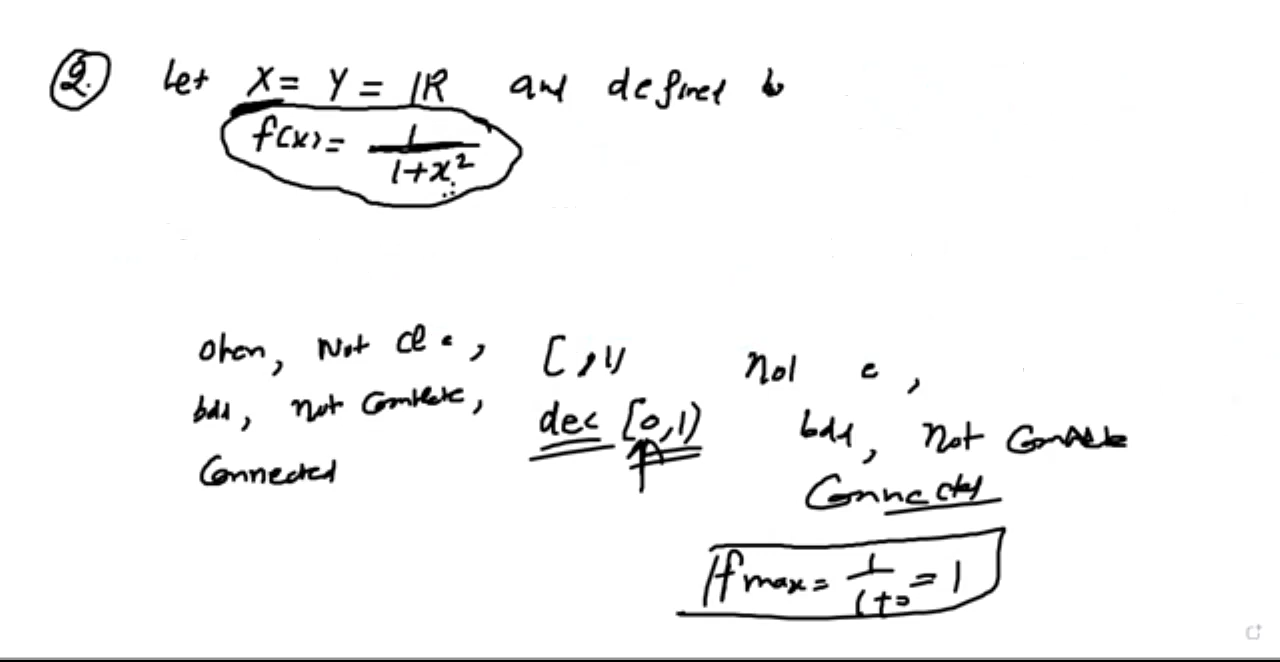 2. Let X = Y = IR and defined b
f(x) = 1/(1+x²)
Open, Not Cl
bdd, Not Complete,
Connected
[ , 1)
dec [0,1)
Not c,
bdd, Not
Connected
f max = 1/(1+0) = 1